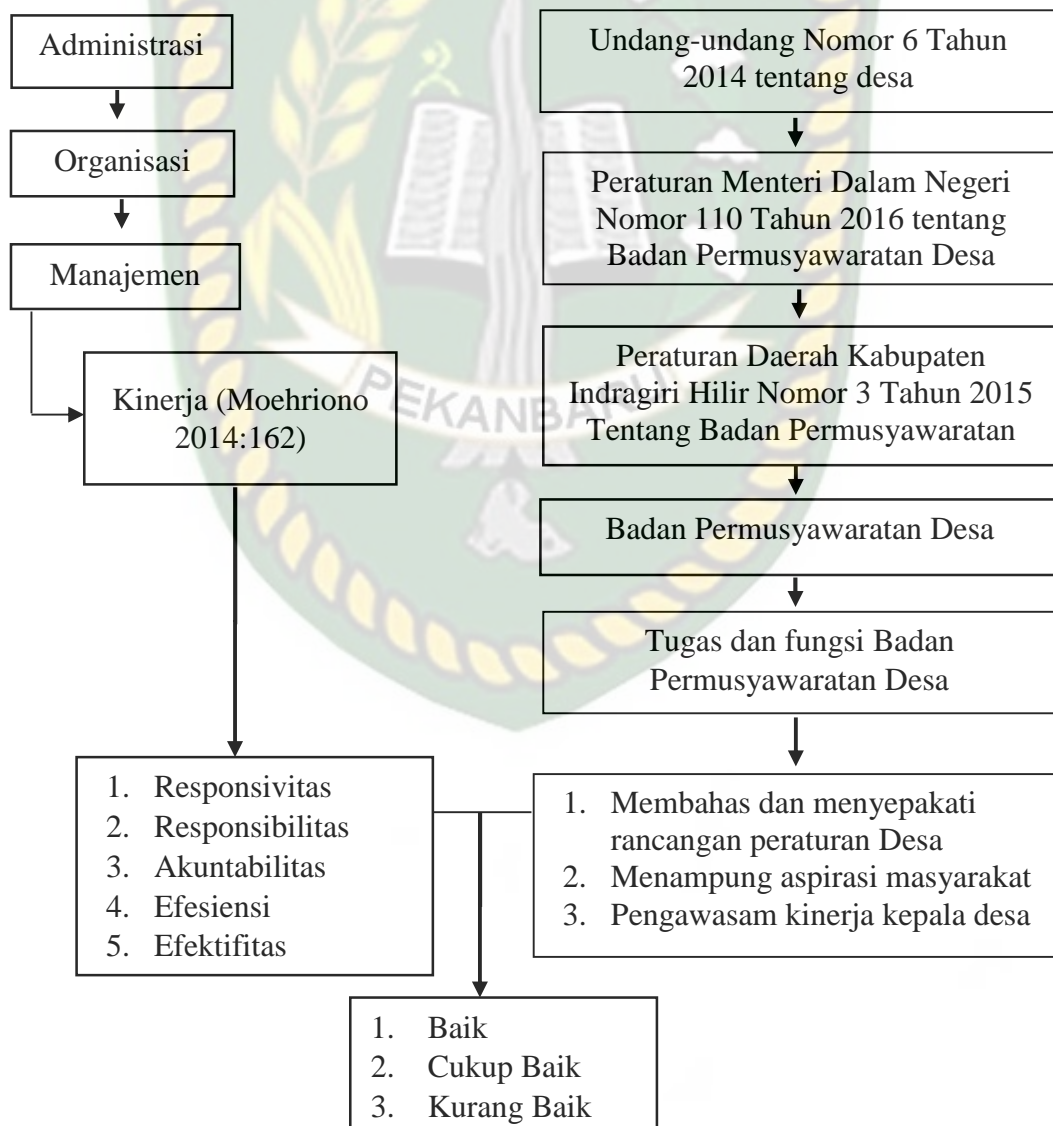 Administrasi
Organisasi
Manajemen
Kinerja (Moehriono
2014:162)
1. Responsivitas
2. Responsibilitas
3. Akuntabilitas
4. Efesiensi
5. Efektifitas
Undang-undang Nomor 6 Tahun
2014 tentang desa
Peraturan Menteri Dalam Negeri
Nomor 110 Tahun 2016 tentang
Badan Permusyawaratan Desa
Peraturan Daerah Kabupaten
Indragiri Hilir Nomor 3 Tahun 2015
Tentang Badan Permusyawaratan
Badan Permusyawaratan Desa
Tugas dan fungsi Badan
Permusyawaratan Desa
1. Membahas dan menyepakati
rancangan peraturan Desa
2. Menampung aspirasi masyarakat
3. Pengawasam kinerja kepala desa
1. Baik
2. Cukup Baik
3. Kurang Baik
PEKANBARU